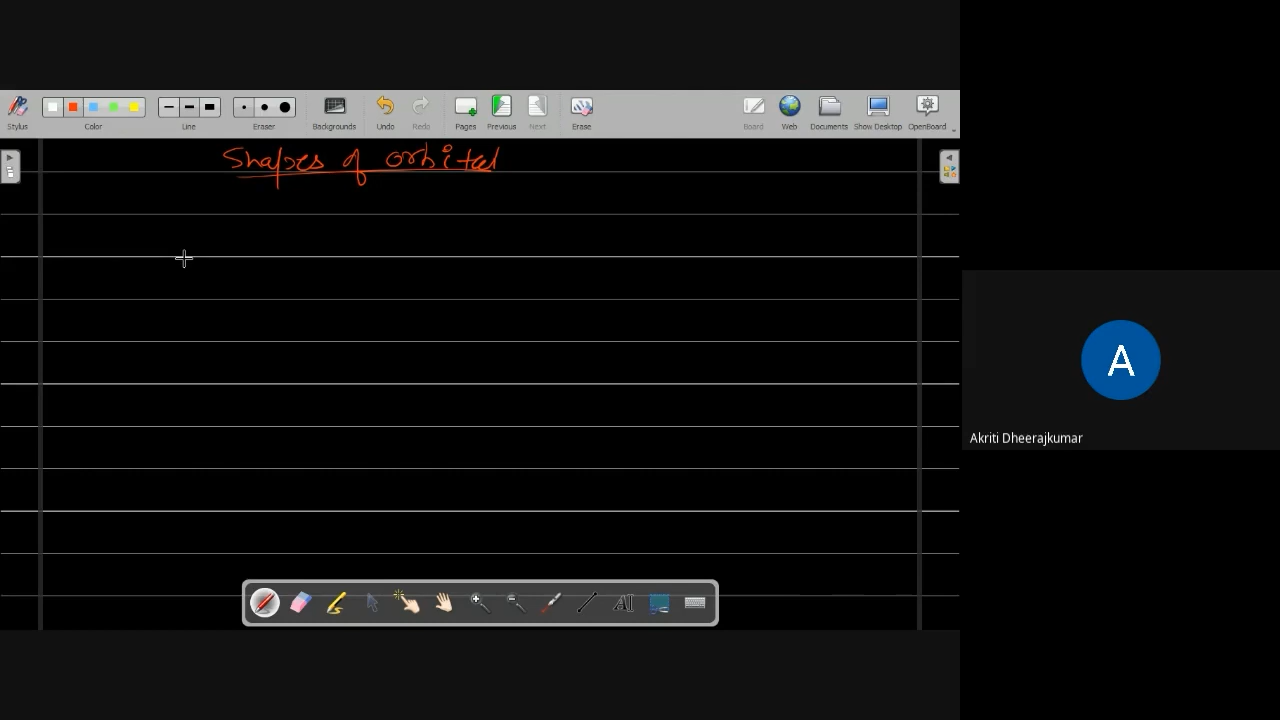 Stylus Color Line Eraser Backgrounds Undo Redo Pages Previous Next Erase Board Web Documents Show Desktop OpenBoard
Shapes of orbital
A
Akriti Dheerajkumar